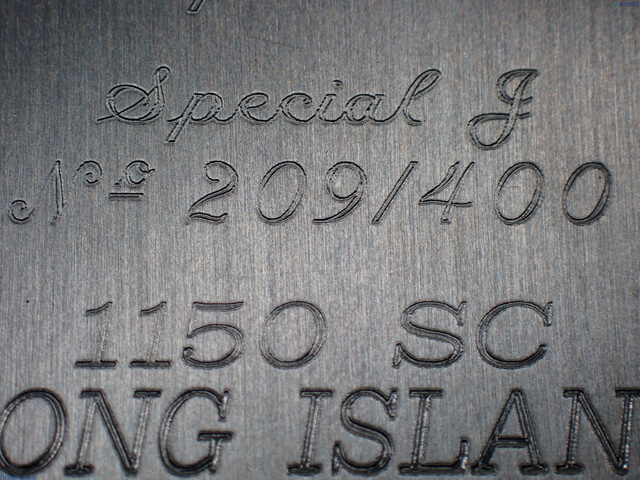 Special J
Nº 209/400
1150 SC
ONG ISLAN